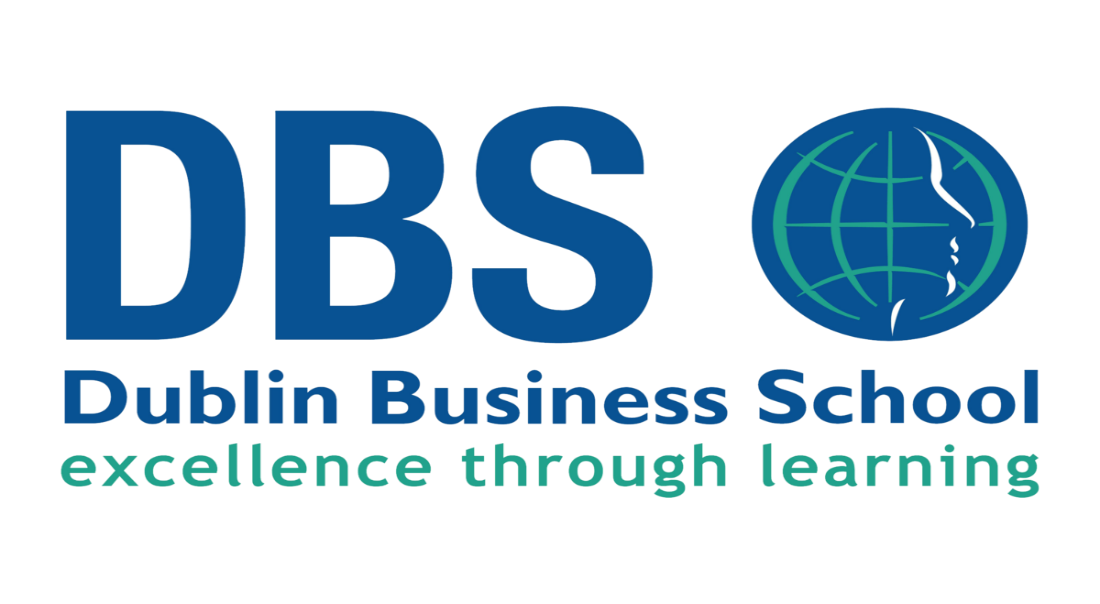 DBS
Dublin Business School
excellence through learning